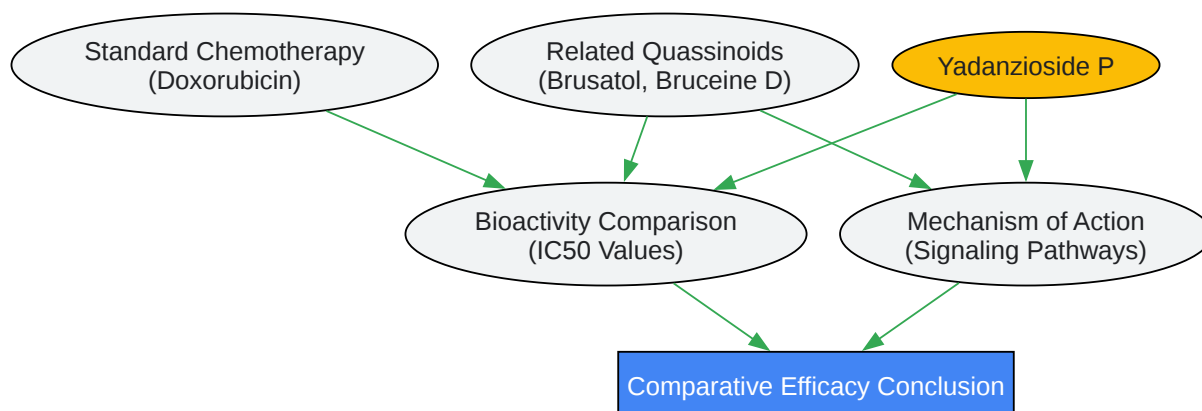 Standard Chemotherapy
(Doxorubicin)
Related Quassinoids
(Brusatol, Bruceine D)
Yadanzioside P
Bioactivity Comparison
(IC50 Values)
Mechanism of Action
(Signaling Pathways)
Comparative Efficacy Conclusion